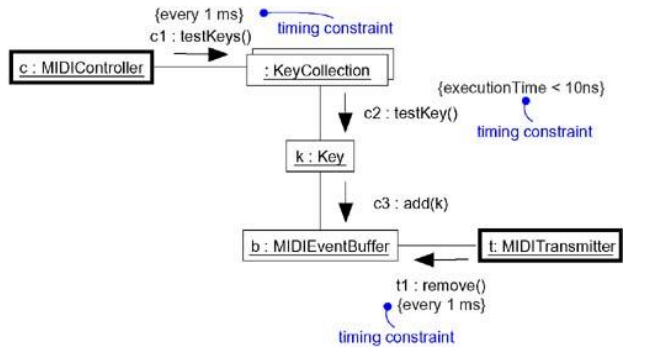 {every 1 ms}
timing constraint
c1 : testKeys()
c : MIDIController
: KeyCollection
{executionTime < 10ns}
c2 : testKey()
timing constraint
k : Key
c3 : add(k)
b : MIDIEventBuffer
t: MIDITransmitter
t1 : remove()
{every 1 ms}
timing constraint